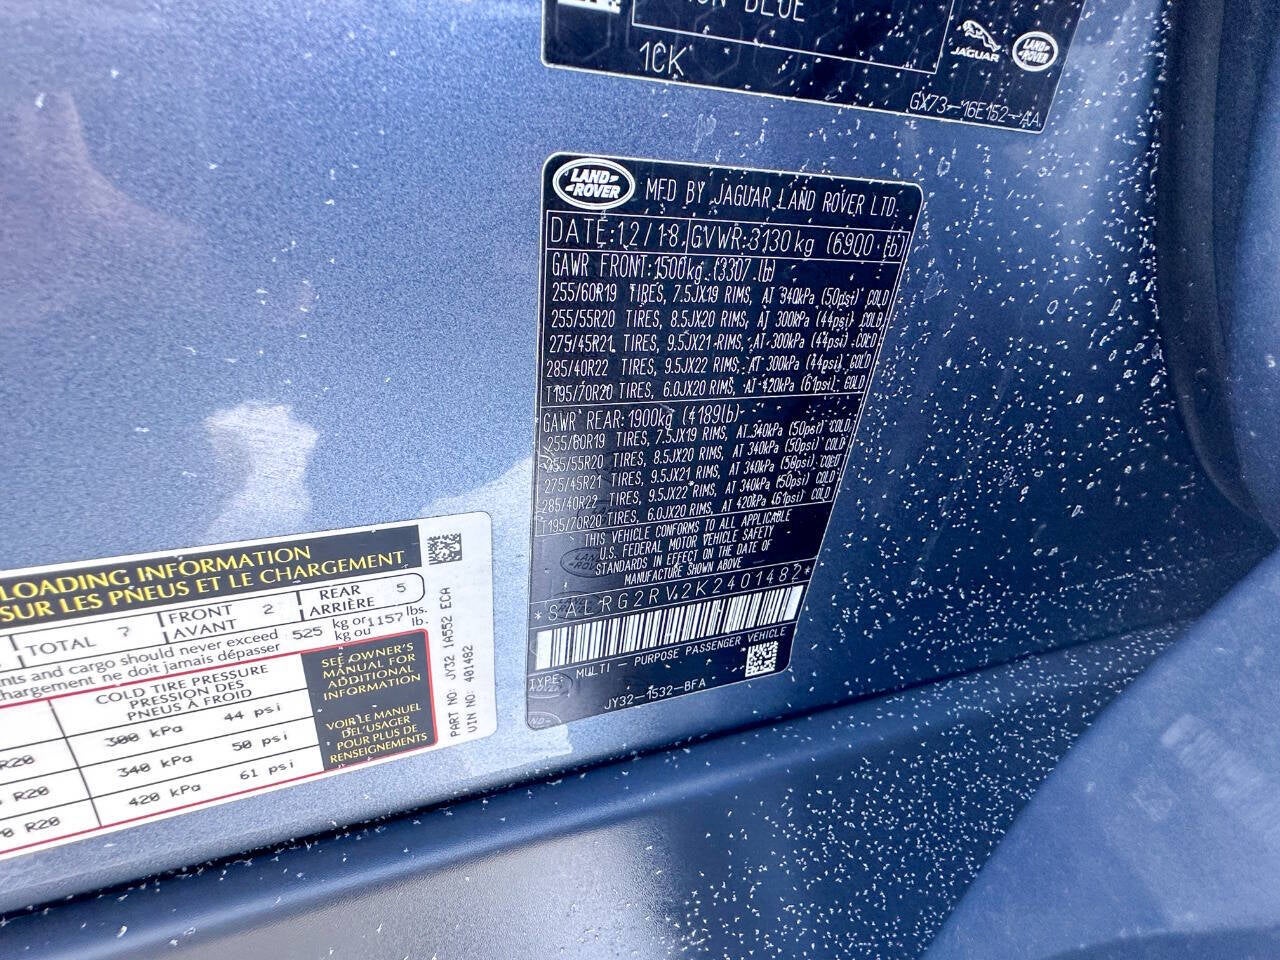 BLUE
1CK
JAGUAR
LAND ROVER
GX73-16E152-AA
LAND ROVER
MFD BY JAGUAR LAND ROVER LTD.
DATE:12/18 GVWR:3130kg (6900 lb)
GAWR FRONT:1500kg (3307 lb)
255/60R19 TIRES, 7.5JX19 RIMS, AT 340kPa (50psi) COLD
255/55R20 TIRES, 8.5JX20 RIMS, AT 300kPa (44psi) COLD
275/45R21 TIRES, 9.5JX21 RIMS, AT 300kPa (44psi) COLD
285/40R22 TIRES, 9.5JX22 RIMS, AT 300kPa (44psi) COLD
T195/70R20 TIRES, 6.0JX20 RIMS, AT 420kPa (61psi) COLD
GAWR REAR:1900kg (4189lb)
255/60R19 TIRES, 7.5JX19 RIMS, AT 340kPa (50psi) COLD
255/55R20 TIRES, 8.5JX20 RIMS, AT 340kPa (50psi) COLD
275/45R21 TIRES, 9.5JX21 RIMS, AT 340kPa (50psi) COLD
285/40R22 TIRES, 9.5JX22 RIMS, AT 340kPa (50psi) COLD
T195/70R20 TIRES, 6.0JX20 RIMS, AT 420kPa (61psi) COLD
THIS VEHICLE CONFORMS TO ALL APPLICABLE
U.S. FEDERAL MOTOR VEHICLE SAFETY
STANDARDS IN EFFECT ON THE DATE OF
MANUFACTURE SHOWN ABOVE
*SALRG2RV2K2401482*
TYPE: MULTI - PURPOSE PASSENGER VEHICLE
JY32-1532-BFA
LOADING INFORMATION
SUR LES PNEUS ET LE CHARGEMENT
TOTAL 7 FRONT AVANT 2 REAR ARRIÈRE 5
and cargo should never exceed 525 kg or 1157 lbs.
chargement ne doit jamais dépasser kg ou lb.
COLD TIRE PRESSURE
PRESSION DES
PNEUS À FROID
R20 300 kPa 44 psi
R20 340 kPa 50 psi
R20 420 kPa 61 psi
SEE OWNER'S
MANUAL FOR
ADDITIONAL
INFORMATION
VOIR LE MANUEL
DEL'USAGER
POUR PLUS DE
RENSEIGNEMENTS
PART NO: JY32 1A552 ECA
VIN NO: 401482